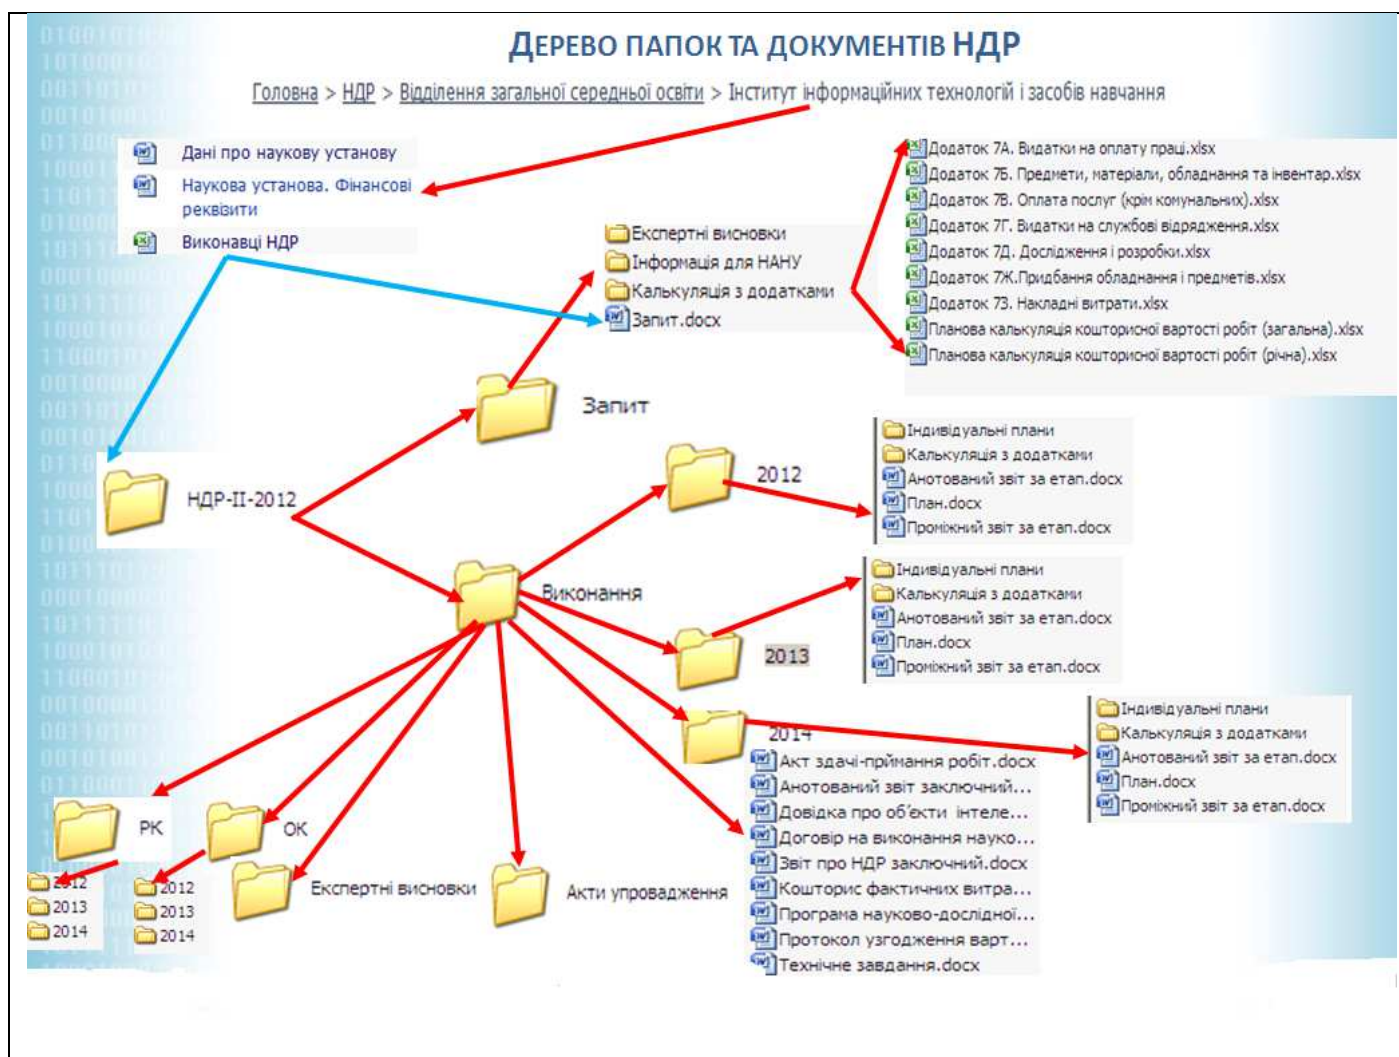 ДЕРЕВО ПАПОК ТА ДОКУМЕНТІВ НДР
Головна > НДР > Відділення загальної середньої освіти > Інститут інформаційних технологій і засобів навчання
Дані про наукову установу
Наукова установа. Фінансові
реквізити
Виконавці НДР
Експертні висновки
Інформація для НАНУ
Калькуляція з додатками
Запит.docx
Додаток 7А. Видатки на оплату праці.xlsx
Додаток 7Б. Предмети, матеріали, обладнання та інвентар.xlsx
Додаток 7В. Оплата послуг (крім комунальних).xlsx
Додаток 7Г. Видатки на службові відрядження.xlsx
Додаток 7Д. Дослідження і розробки.xlsx
Додаток 7Ж.Придбання обладнання і предметів.xlsx
Додаток 7З. Накладні витрати.xlsx
Планова калькуляція кошторисної вартості робіт (загальна).xlsx
Планова калькуляція кошторисної вартості робіт (річна).xlsx
Запит
НДР-ІІ-2012
2012
Індивідуальні плани
Калькуляція з додатками
Анотований звіт за етап.docx
План.docx
Проміжний звіт за етап.docx
Виконання
2013
Індивідуальні плани
Калькуляція з додатками
Анотований звіт за етап.docx
План.docx
Проміжний звіт за етап.docx
2014
Індивідуальні плани
Калькуляція з додатками
Анотований звіт за етап.docx
План.docx
Проміжний звіт за етап.docx
Акт здачі-прймання робіт.docx
Анотований звіт заключний...
Довідка про об'єкти інтеле...
Договір на виконання науко...
Звіт про НДР заключний.docx
Кошторис фактичних витра...
Програма науково-дослідної...
Протокол узгодження варт...
Технічне завдання.docx
РК
2012
2013
2014
ОК
2012
2013
2014
Експертні висновки
Акти упровадження